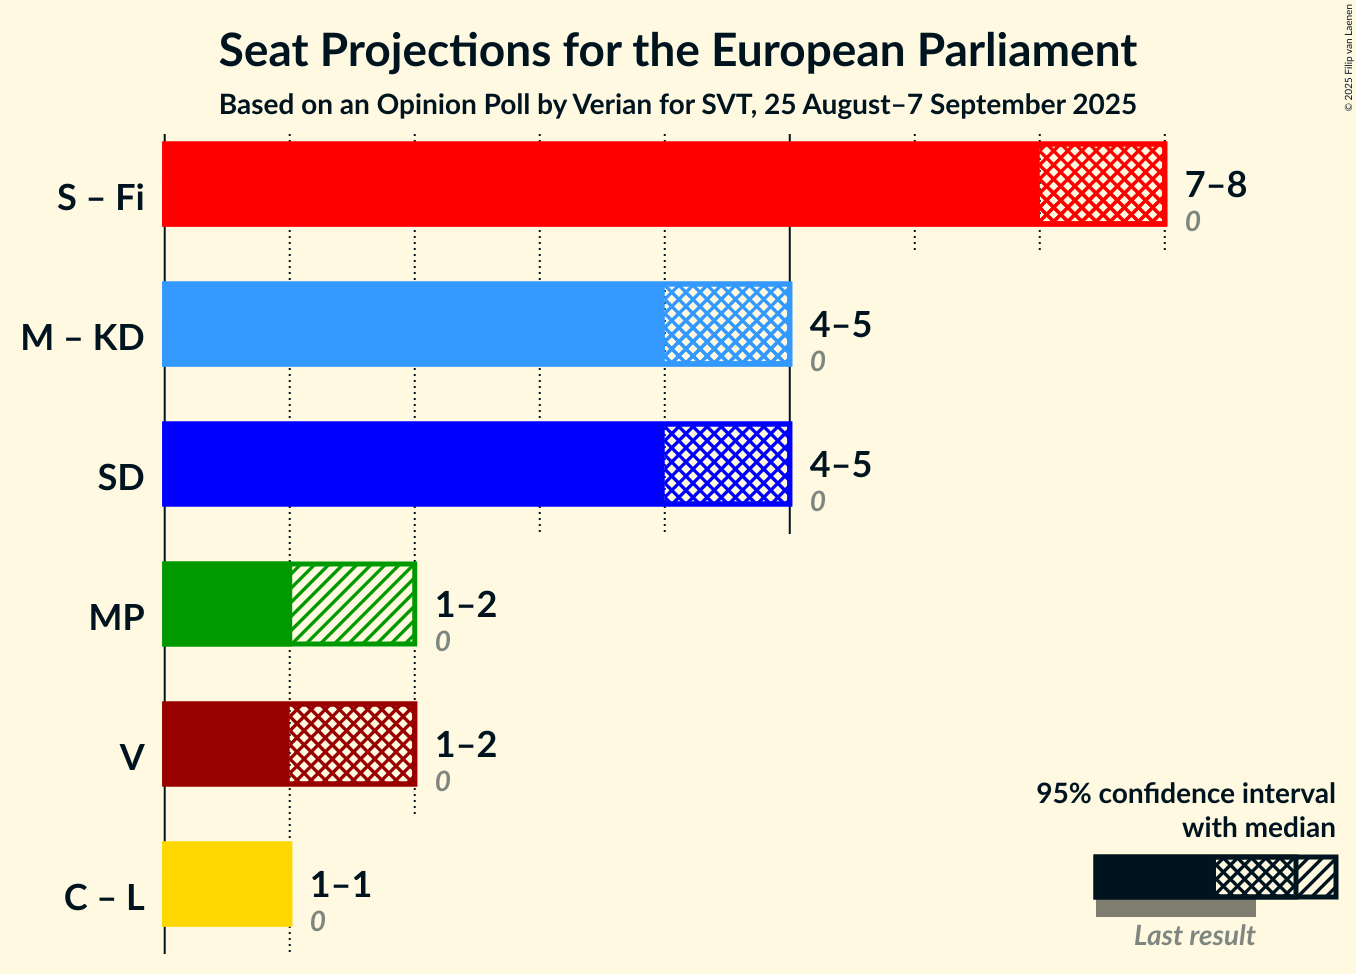 Seat Projections for the European Parliament
Based on an Opinion Poll by Verian for SVT, 25 August–7 September 2025
© 2025 Filip van Laenen
S – Fi
7–8
0
M – KD
4–5
0
SD
4–5
0
MP
1–2
0
V
1–2
0
C – L
1–1
0
95% confidence interval
with median
Last result